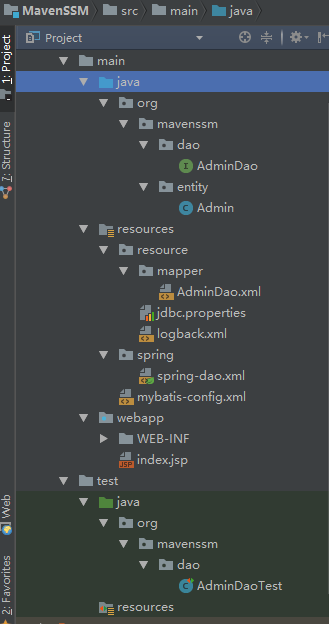 MavenSSM src main java
Project
main
java
org
mavenssm
dao
AdminDao
entity
Admin
resources
resource
mapper
AdminDao.xml
jdbc.properties
logback.xml
spring
spring-dao.xml
mybatis-config.xml
webapp
WEB-INF
index.jsp
test
java
org
mavenssm
dao
AdminDaoTest
resources
1: Project
7: Structure
Web
2: Favorites